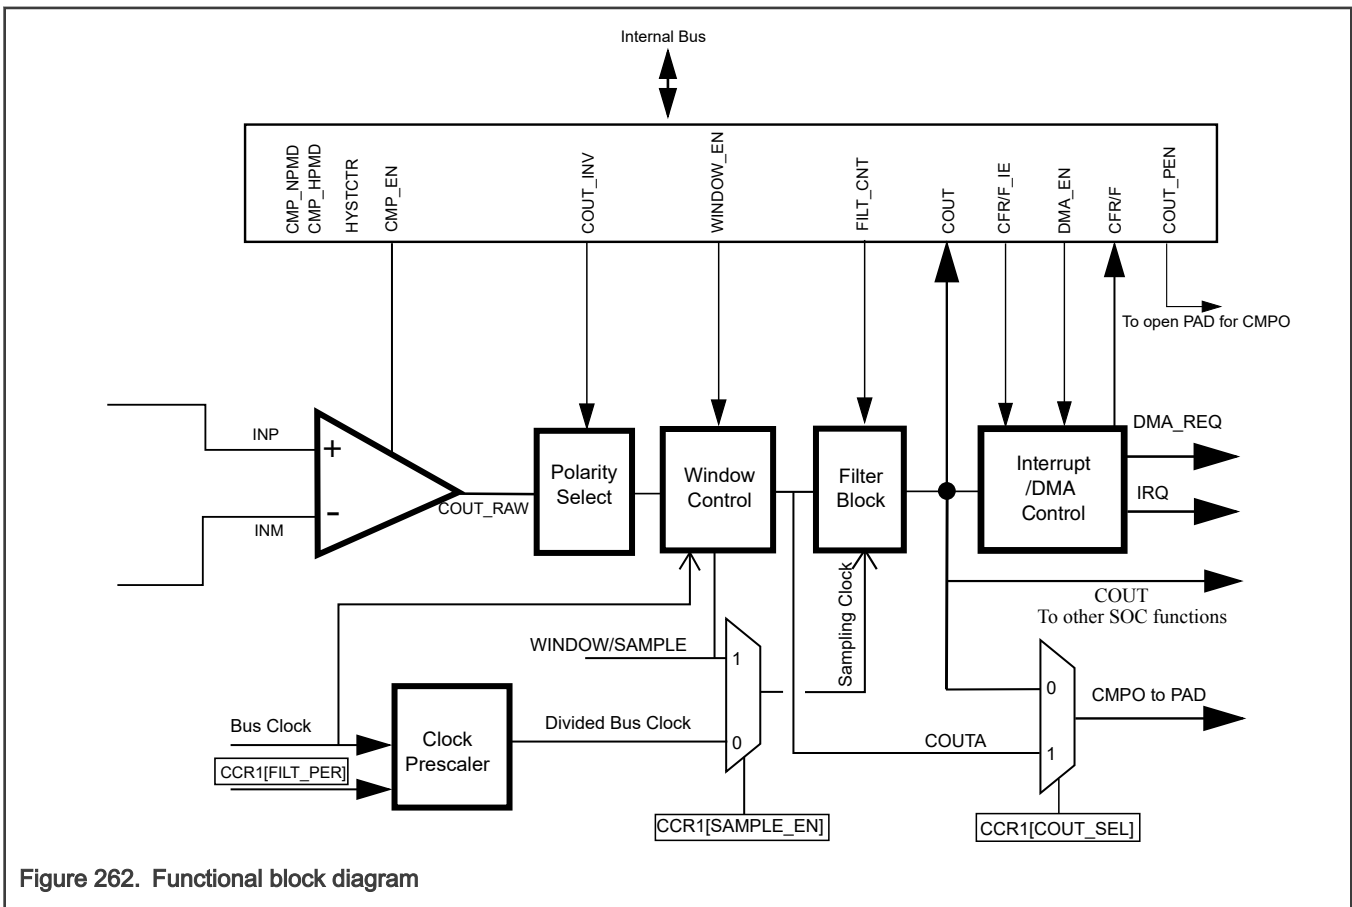 Internal Bus
CMP_NPMD
CMP_HPMD
HYSTCTR
CMP_EN
COUT_INV
WINDOW_EN
FILT_CNT
COUT
CFR/F_IE
DMA_EN
CFR/F
COUT_PEN
To open PAD for CMPO
INP
+
-
INM
COUT_RAW
Polarity
Select
Window
Control
Filter
Block
Interrupt
/DMA
Control
DMA_REQ
IRQ
COUT
To other SOC functions
Sampling Clock
WINDOW/SAMPLE
1
0
Bus Clock
CCR1[FILT_PER]
Clock
Prescaler
Divided Bus Clock
COUTA
0
1
CMPO to PAD
CCR1[SAMPLE_EN]
CCR1[COUT_SEL]
Figure 262. Functional block diagram